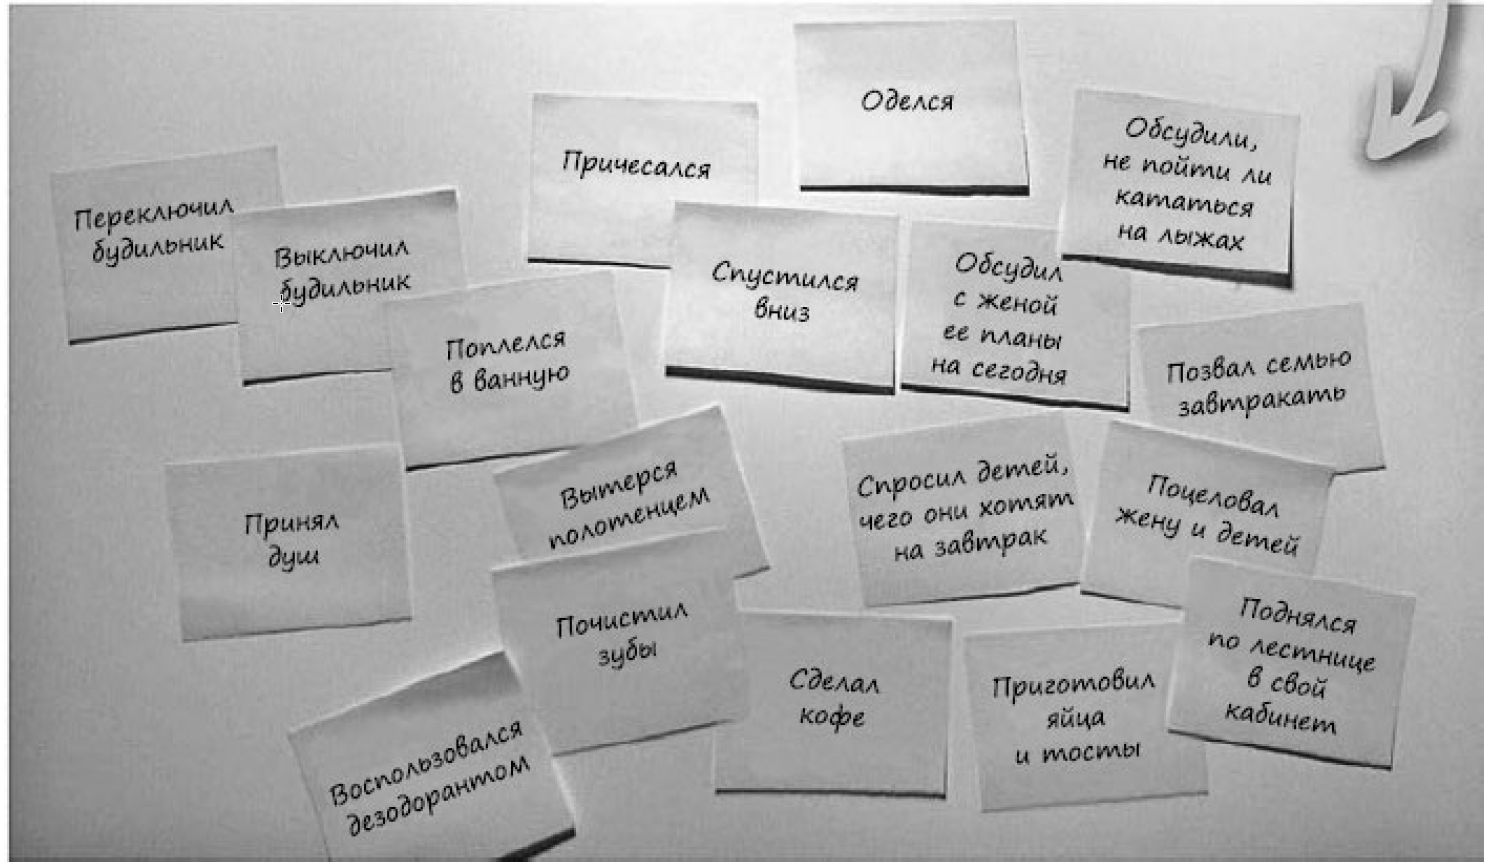 Переключил
будильник
Выключил
будильник
Поплелся
в ванную
Принял
душ
Вытерся
полотенцем
Почистил
зубы
Воспользовался
дезодорантом
Причесался
Оделся
Спустился
вниз
Обсудил
с женой
ее планы
на сегодня
Обсудили,
не пойти ли
кататься
на лыжах
Позвал семью
завтракать
Спросил детей,
чего они хотят
на завтрак
Поцеловал
жену и детей
Сделал
кофе
Приготовил
яйца
и тосты
Поднялся
по лестнице
в свой
кабинет